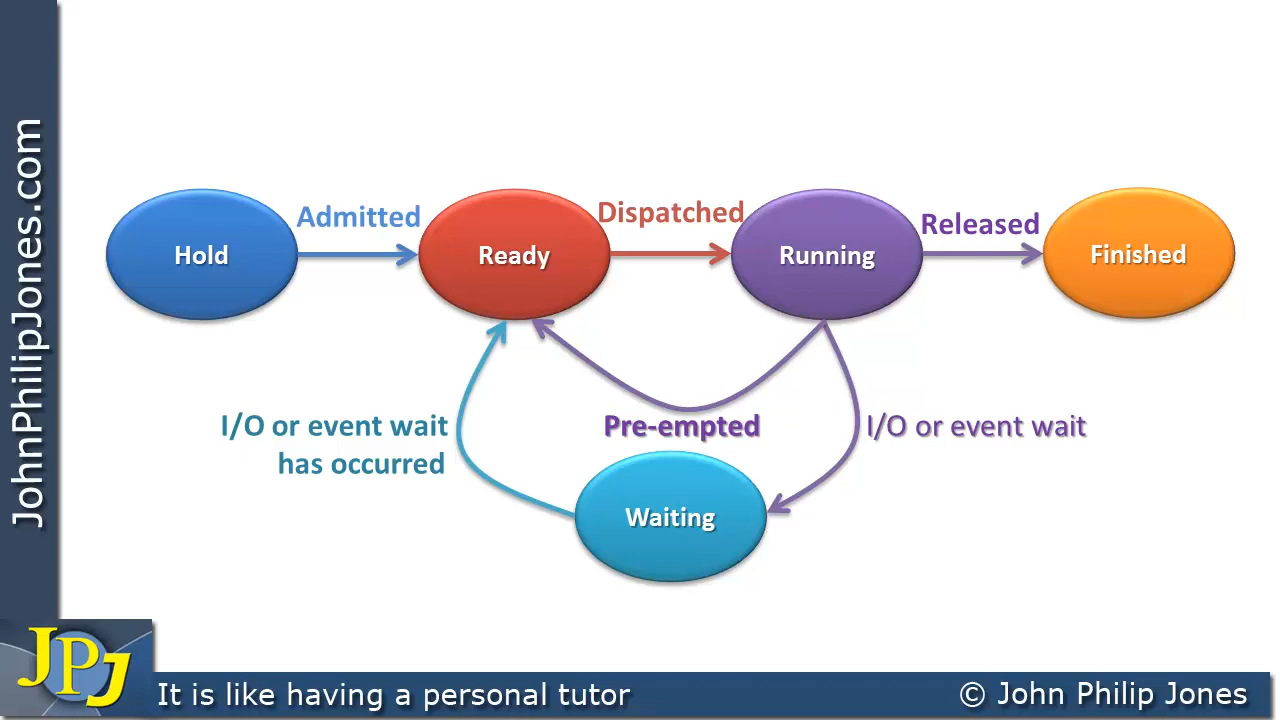 JohnPhilipJones.com
Admitted
Dispatched
Released
Hold
Ready
Running
Finished
I/O or event wait
has occurred
Pre-empted
I/O or event wait
Waiting
JPJ
It is like having a personal tutor
© John Philip Jones